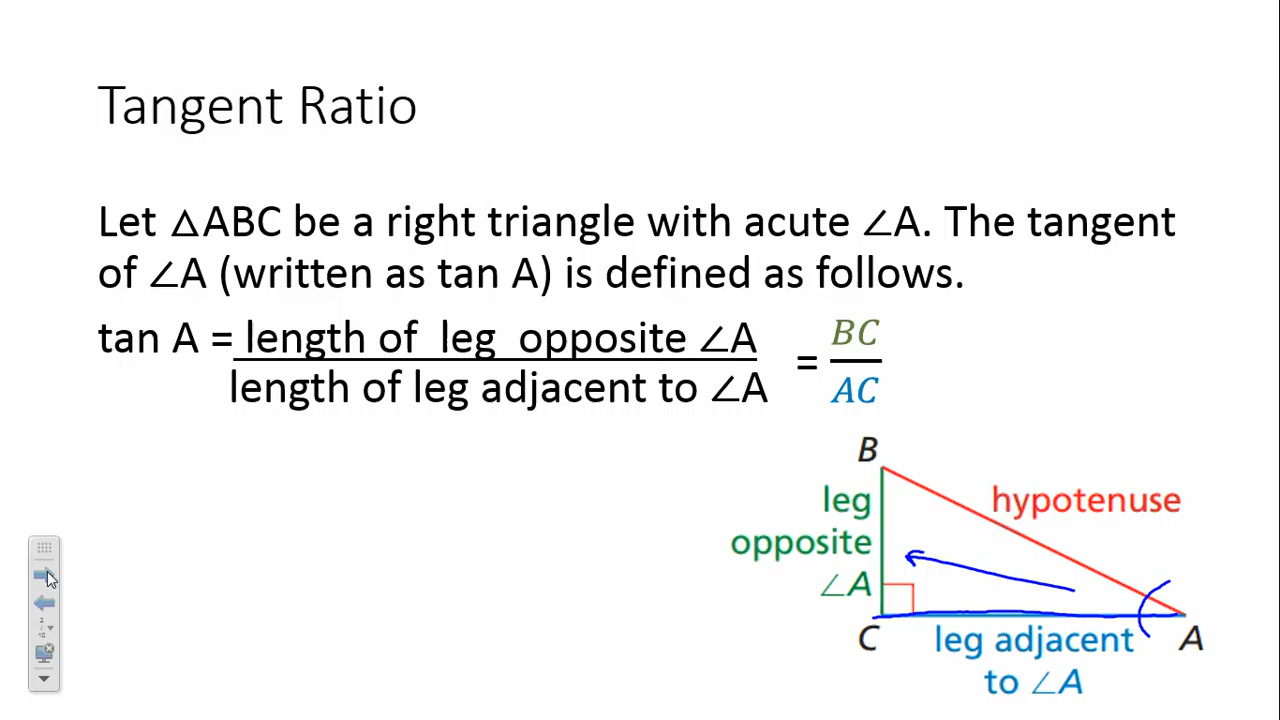 Tangent Ratio
Let △ABC be a right triangle with acute ∠A. The tangent
of ∠A (written as tan A) is defined as follows.
tan A = length of leg opposite ∠A = BC
length of leg adjacent to ∠A AC
B
leg
opposite
∠A
hypotenuse
C
leg adjacent
to ∠A
A